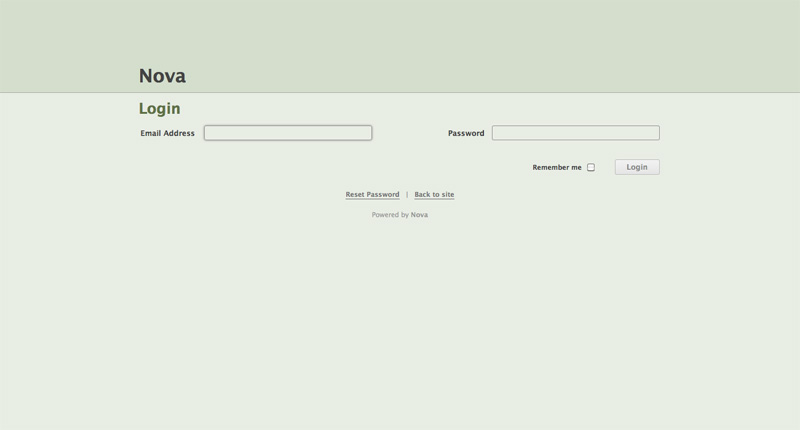 Nova
Login
Email Address Password
Remember me Login
Reset Password | Back to site
Powered by Nova